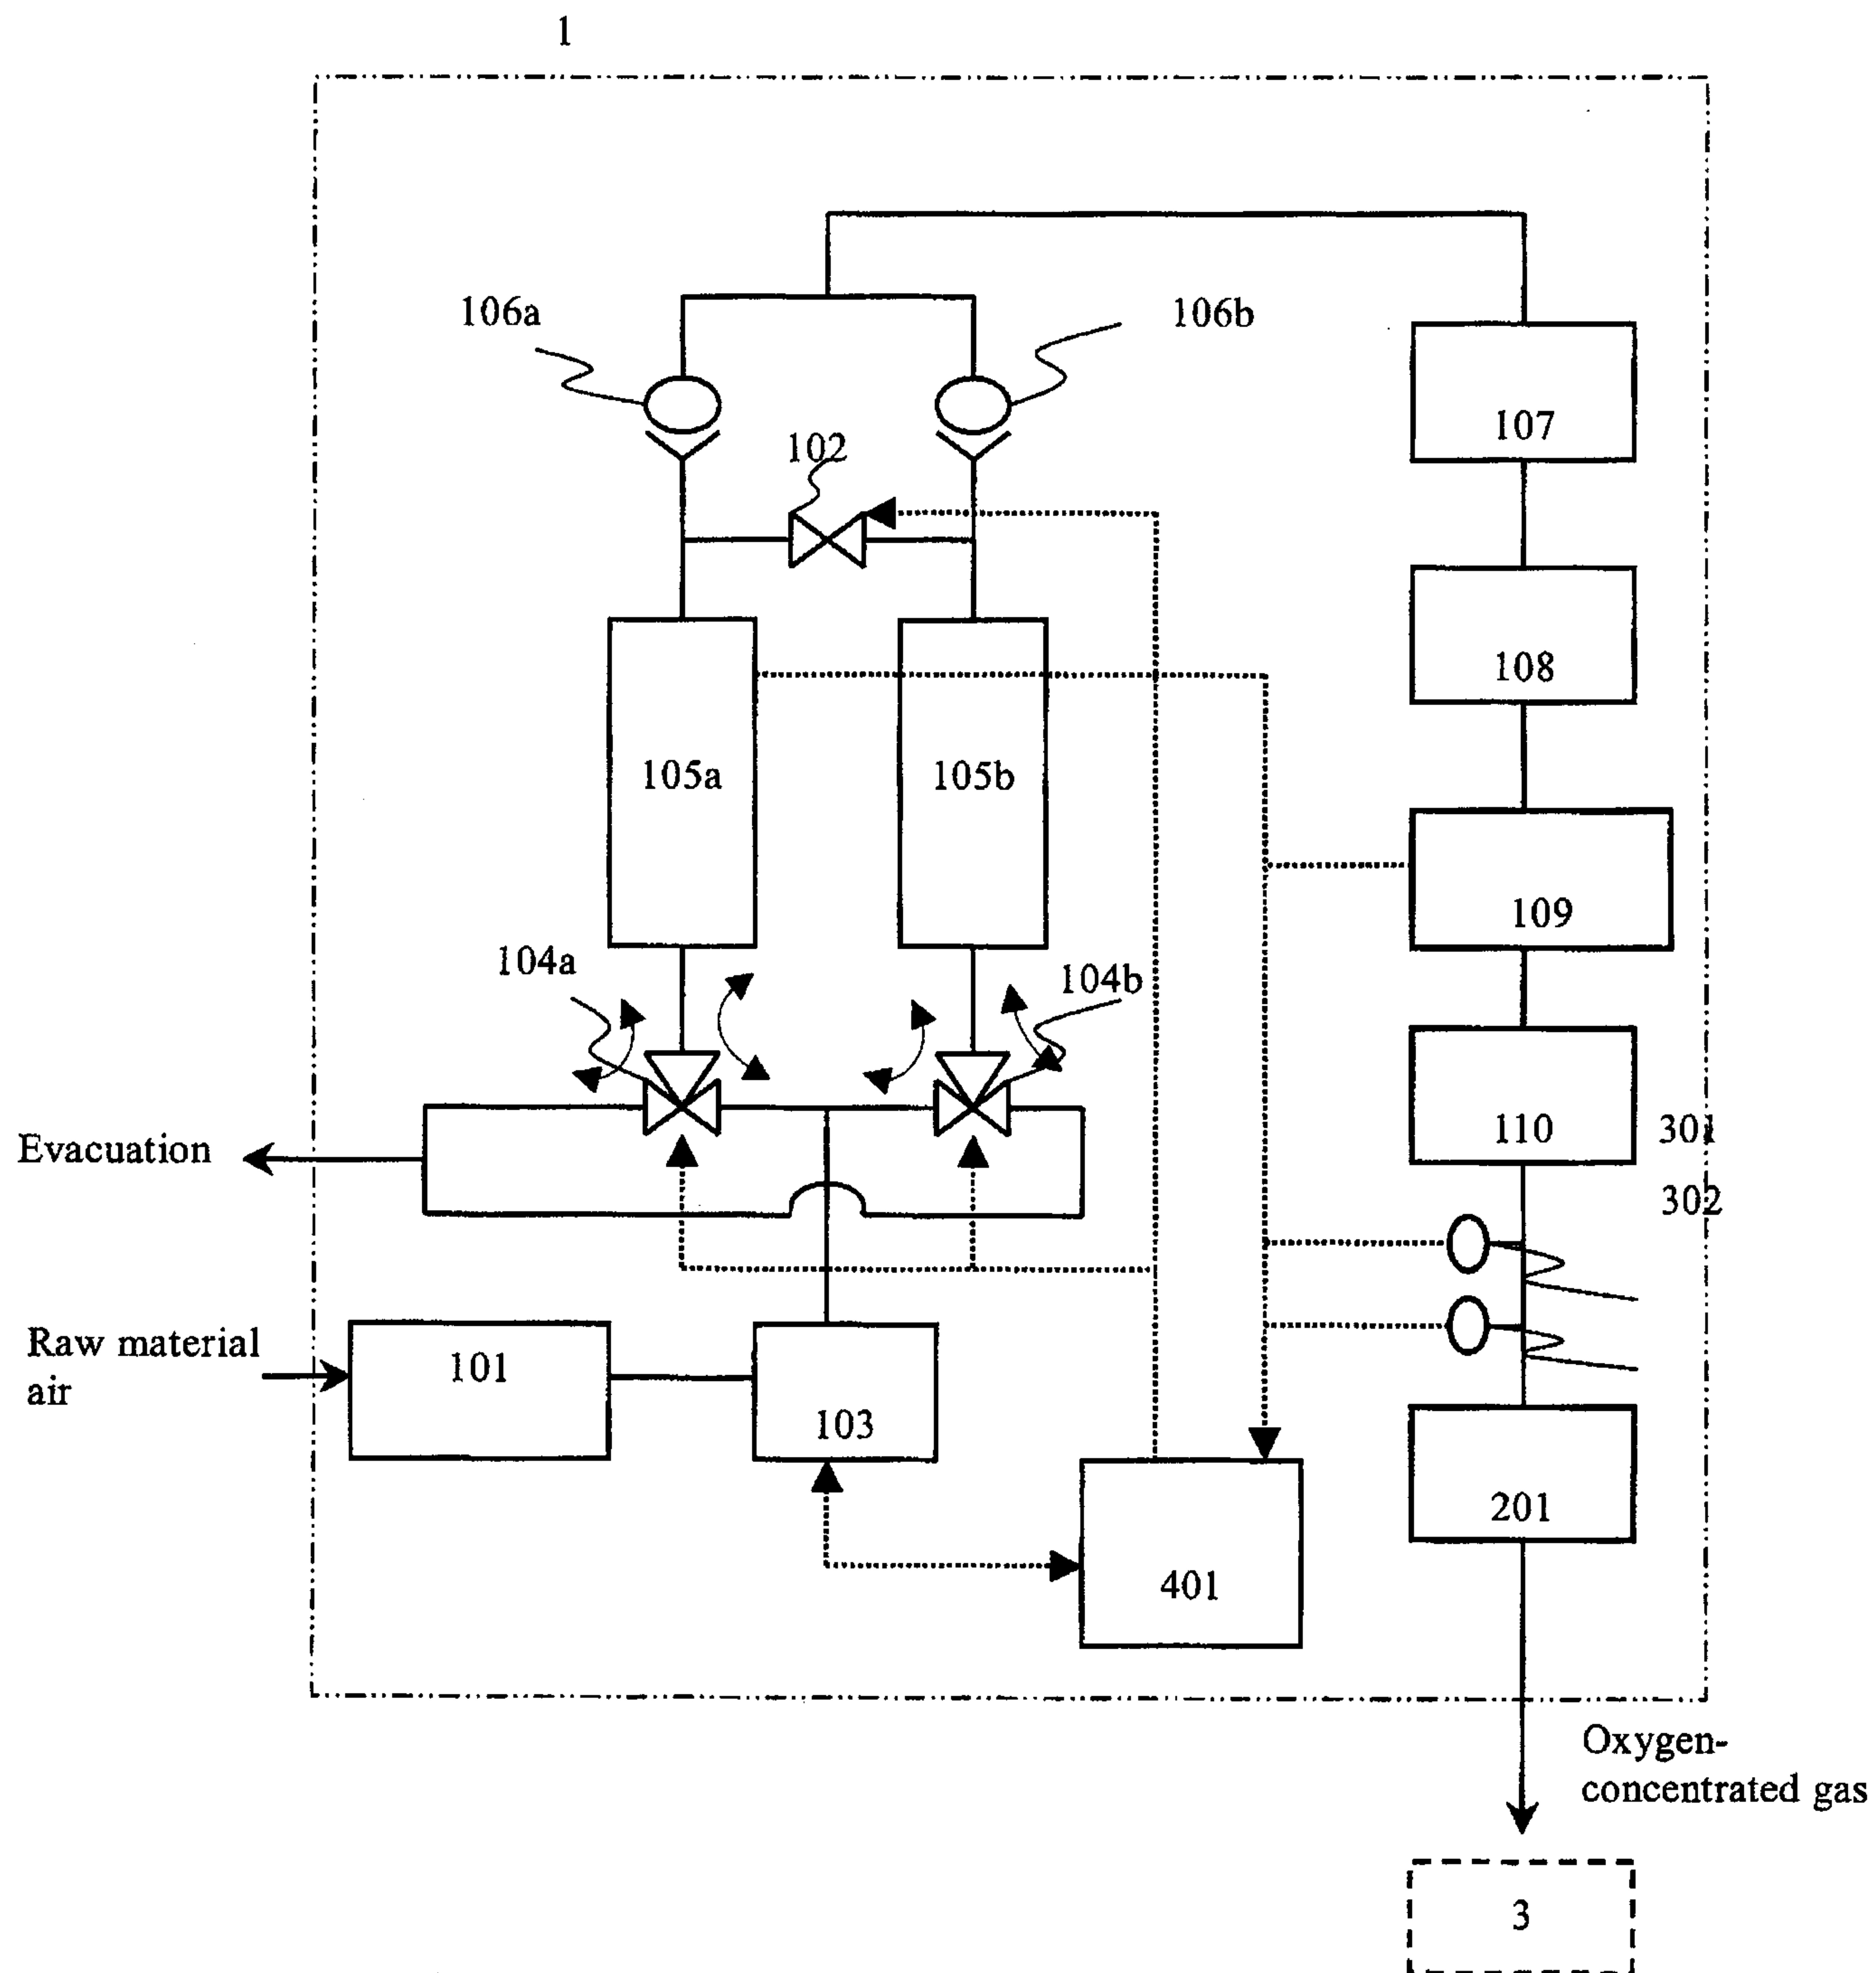 1
106a
106b
102
107
108
105a
105b
109
104a
104b
110
301
Evacuation
302
Raw material
air
101
103
201
401
Oxygen-
concentrated gas
3